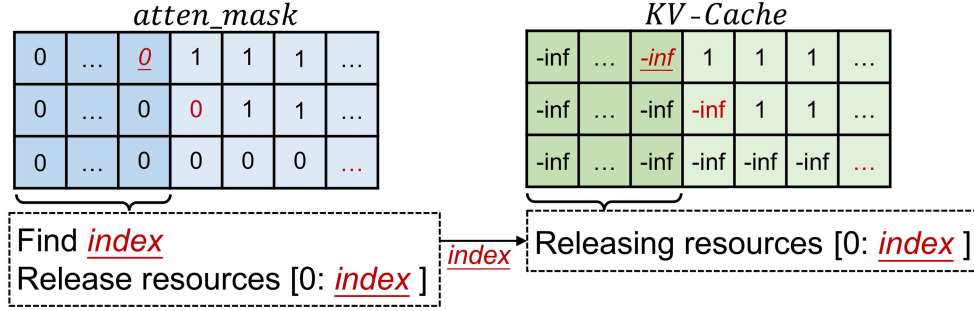 atten_mask
KV-Cache
0 … 0 1 1 1 …
-inf … -inf 1 1 1 …
0 … 0 0 1 1 …
-inf … -inf -inf 1 1 …
0 … 0 0 0 0 …
-inf … -inf -inf -inf -inf …
Find index
Release resources [0: index ]
index
Releasing resources [0: index ]